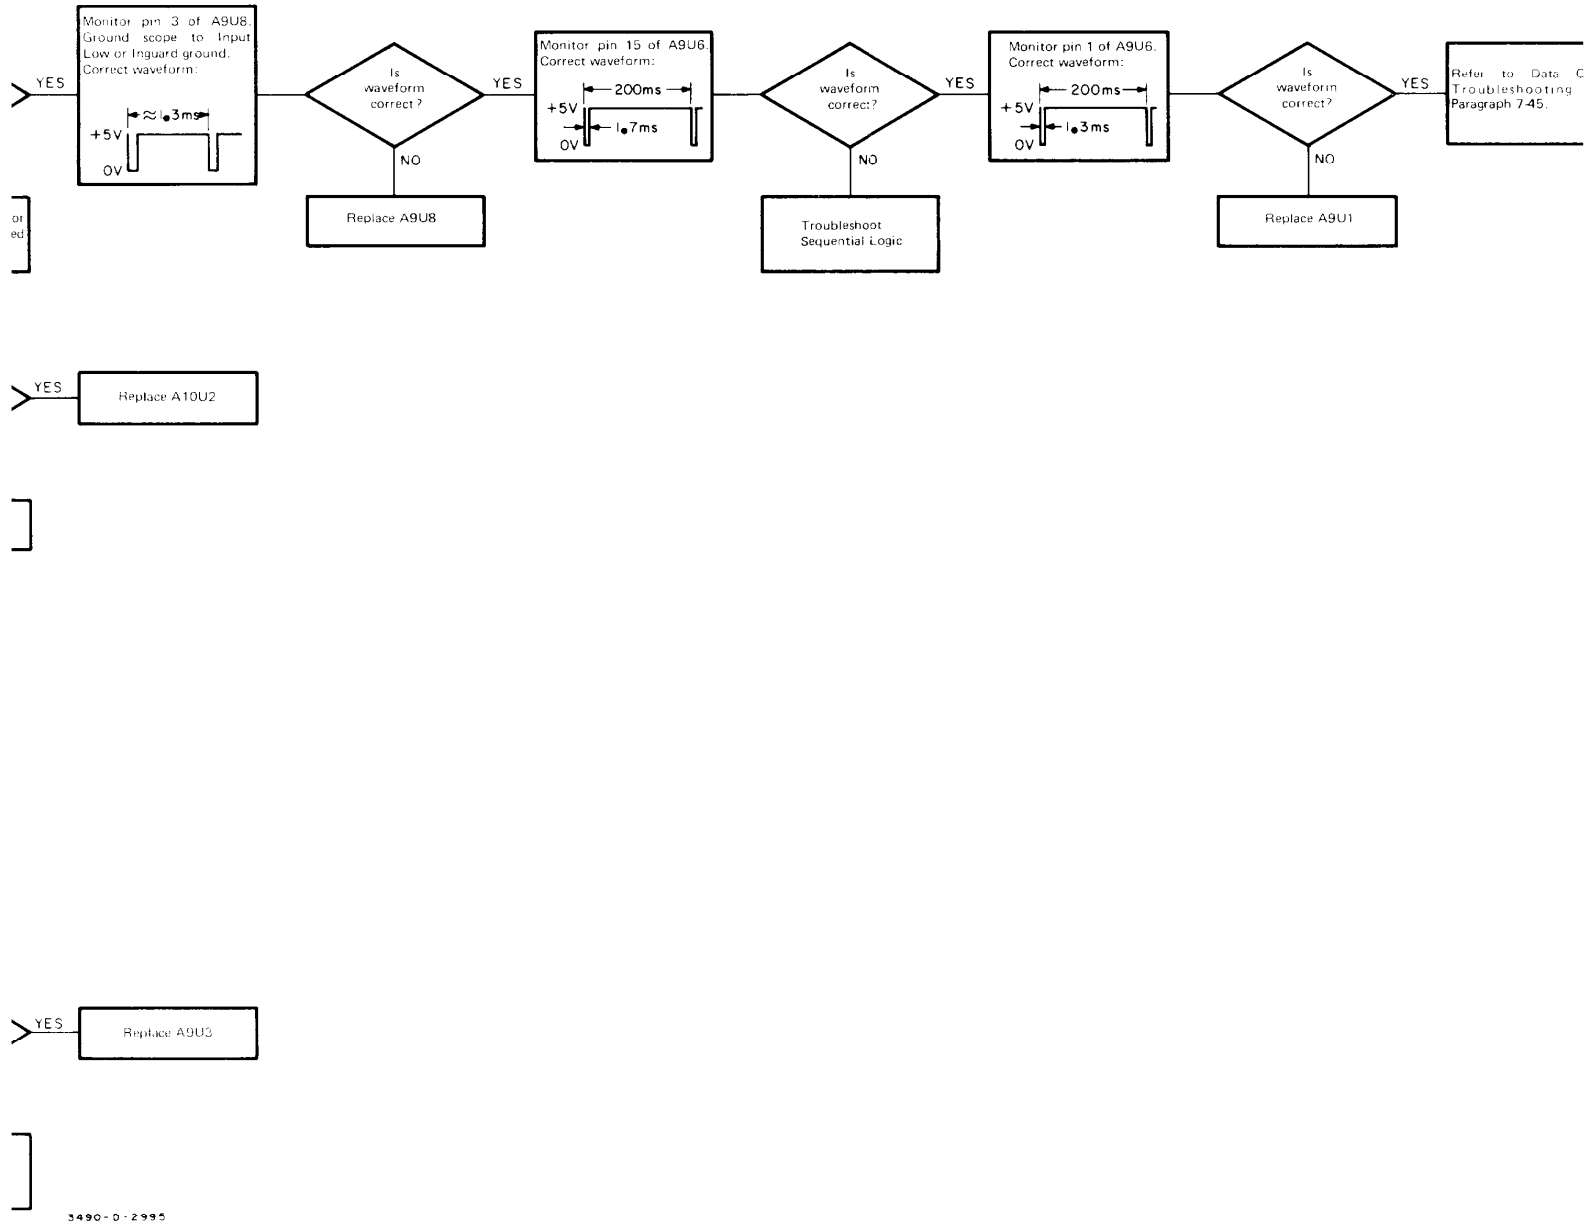 YES
Monitor pin 3 of A9U8.
Ground scope to Input
Low or Inguard ground.
Correct waveform:
≈1.3ms
+5V
0V
Is
waveform
correct?
YES
NO
Replace A9U8
Monitor pin 15 of A9U6.
Correct waveform:
200ms
+5V
1.7ms
0V
Is
waveform
correct?
YES
NO
Troubleshoot
Sequential Logic
Monitor pin 1 of A9U6.
Correct waveform:
200ms
+5V
1.3ms
0V
Is
waveform
correct?
YES
NO
Replace A9U1
Refer to Data C
Troubleshooting
Paragraph 7-45.
or
ed
YES
Replace A10U2
YES
Replace A9U3
3490-D-2995